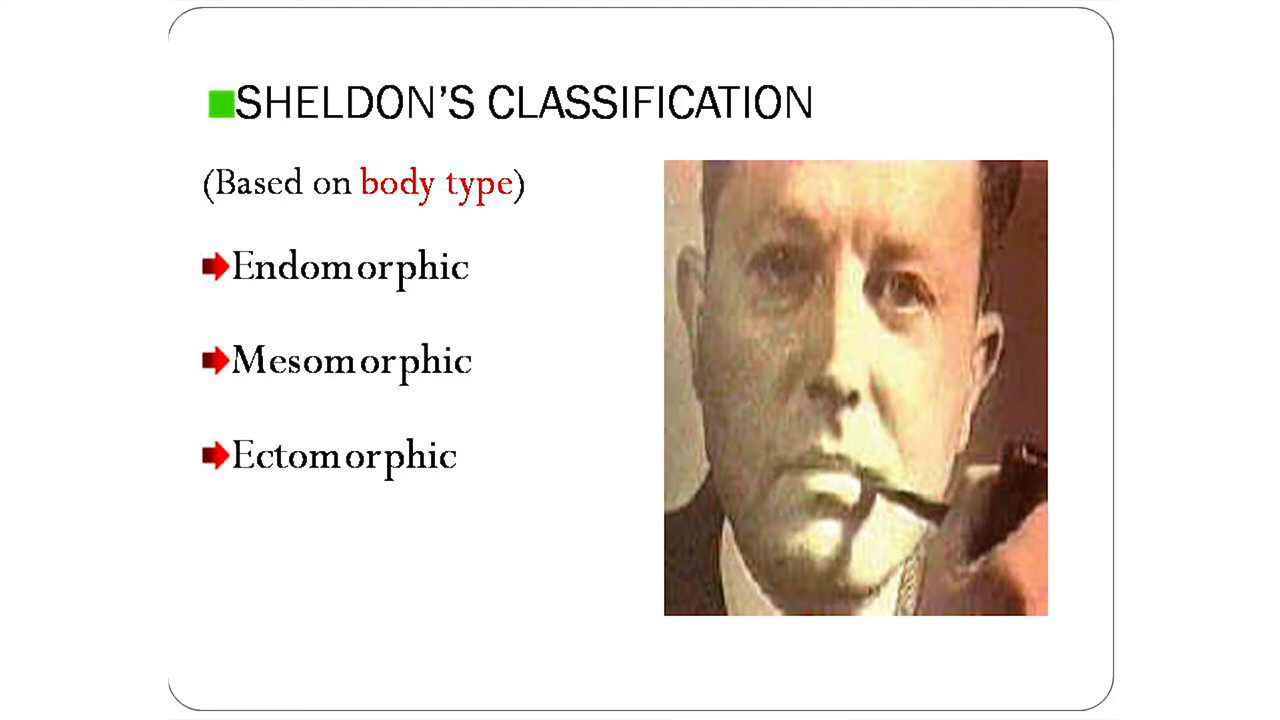 SHELDON’S CLASSIFICATION
(Based on body type)
Endomorphic
Mesomorphic
Ectomorphic